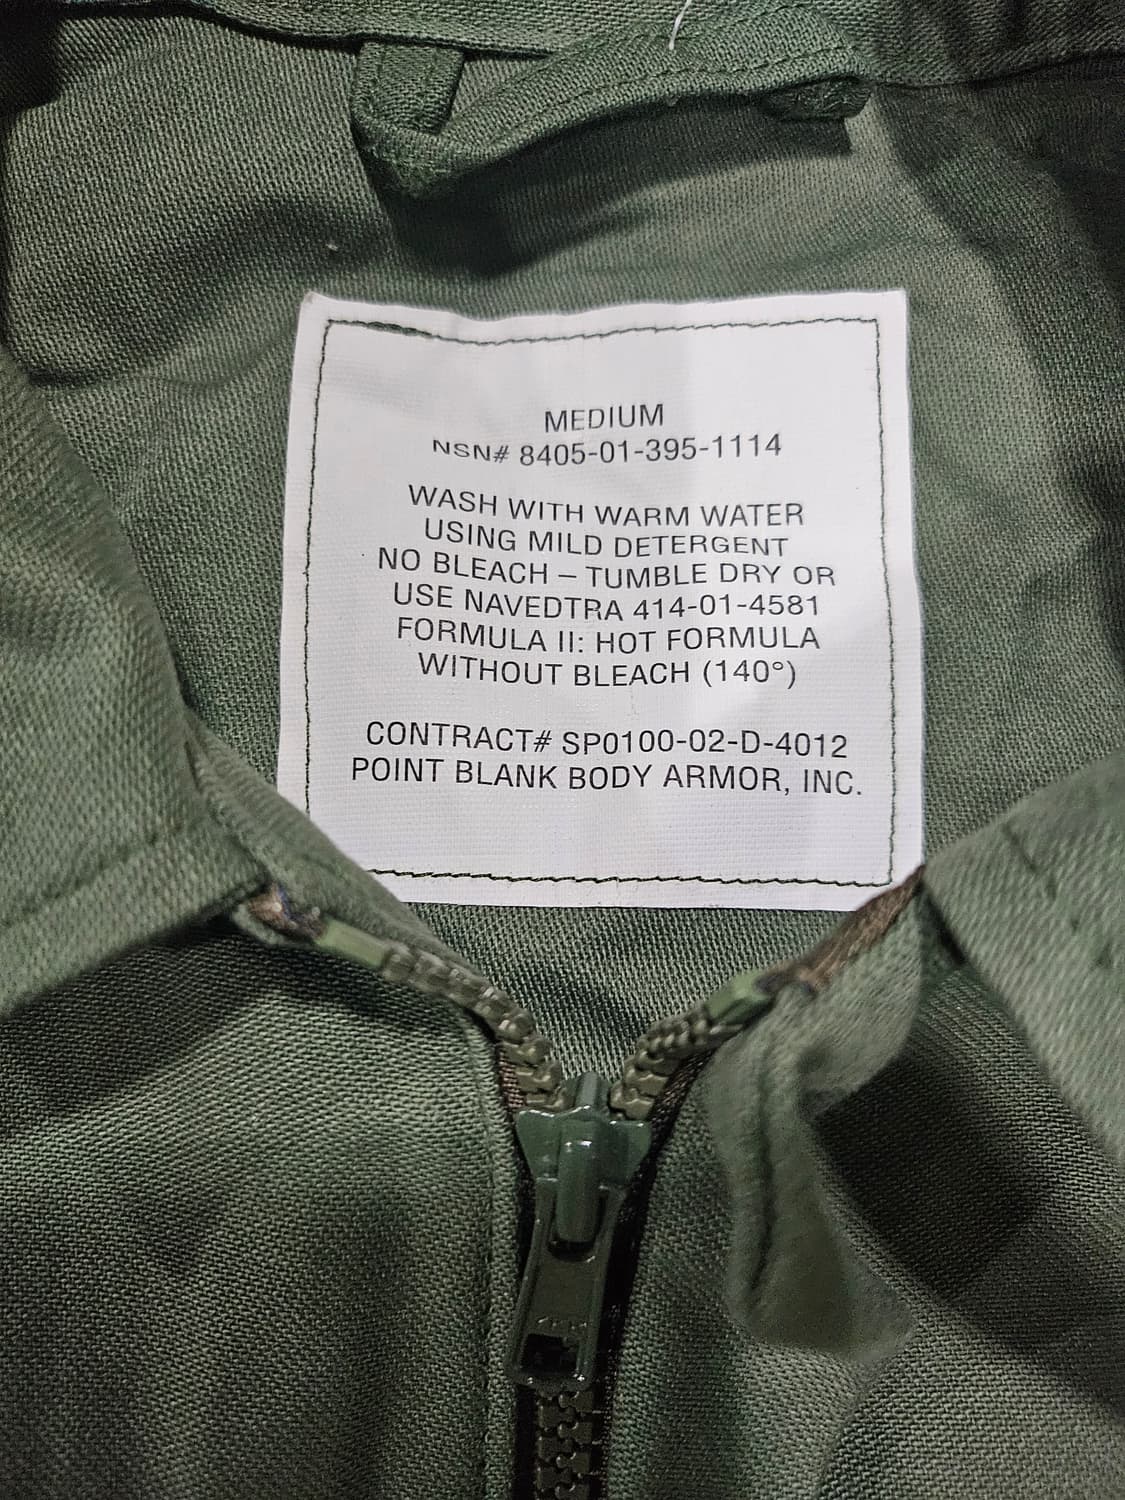 MEDIUM
NSN# 8405-01-395-1114
WASH WITH WARM WATER
USING MILD DETERGENT
NO BLEACH – TUMBLE DRY OR
USE NAVEDTRA 414-01-4581
FORMULA II: HOT FORMULA
WITHOUT BLEACH (140°)
CONTRACT# SP0100-02-D-4012
POINT BLANK BODY ARMOR, INC.